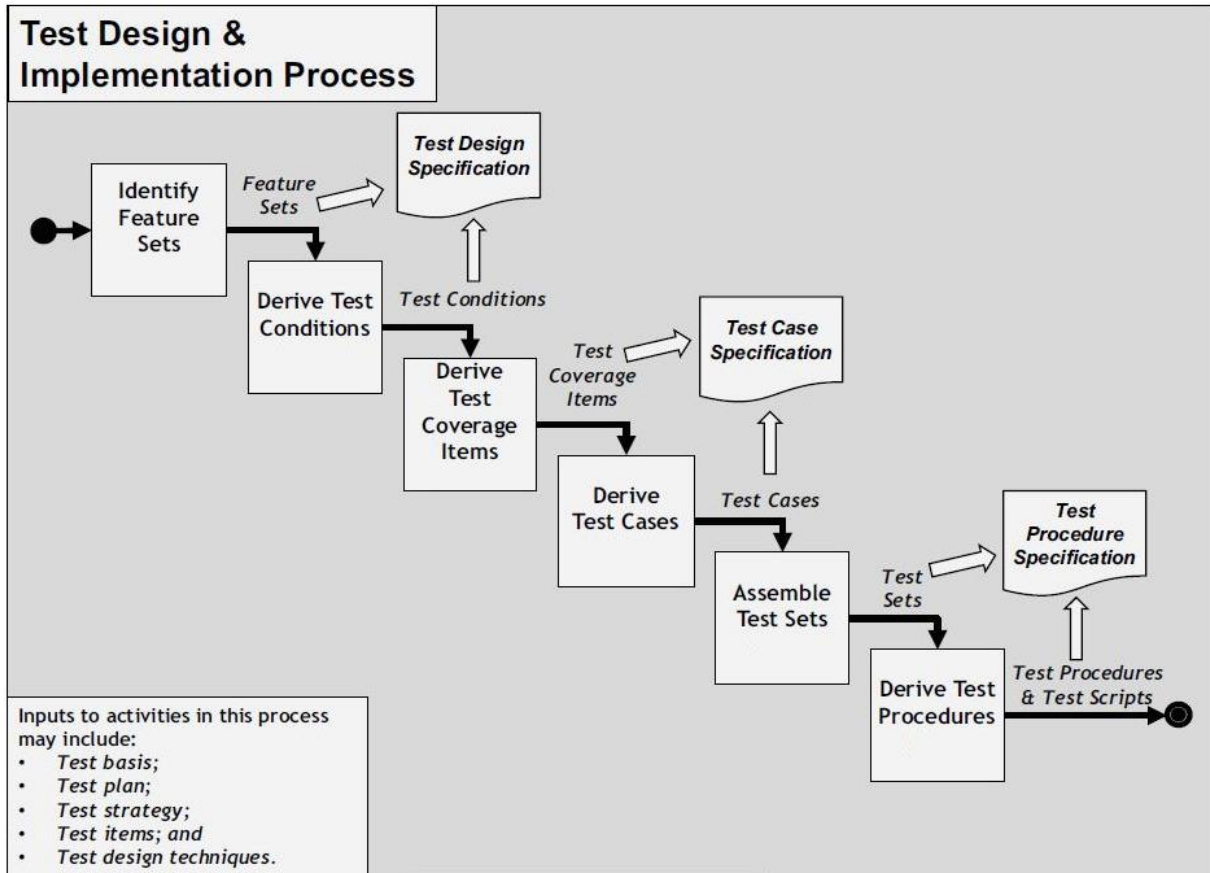 Test Design &
Implementation Process
Test Design
Specification
Identify
Feature
Sets
Feature
Sets
Derive Test
Conditions
Test Conditions
Test Case
Specification
Derive
Test
Coverage
Items
Test
Coverage
Items
Derive
Test Cases
Test Cases
Test
Procedure
Specification
Assemble
Test Sets
Test
Sets
Derive Test
Procedures
Test Procedures
& Test Scripts
Inputs to activities in this process
may include:
• Test basis;
• Test plan;
• Test strategy;
• Test items; and
• Test design techniques.